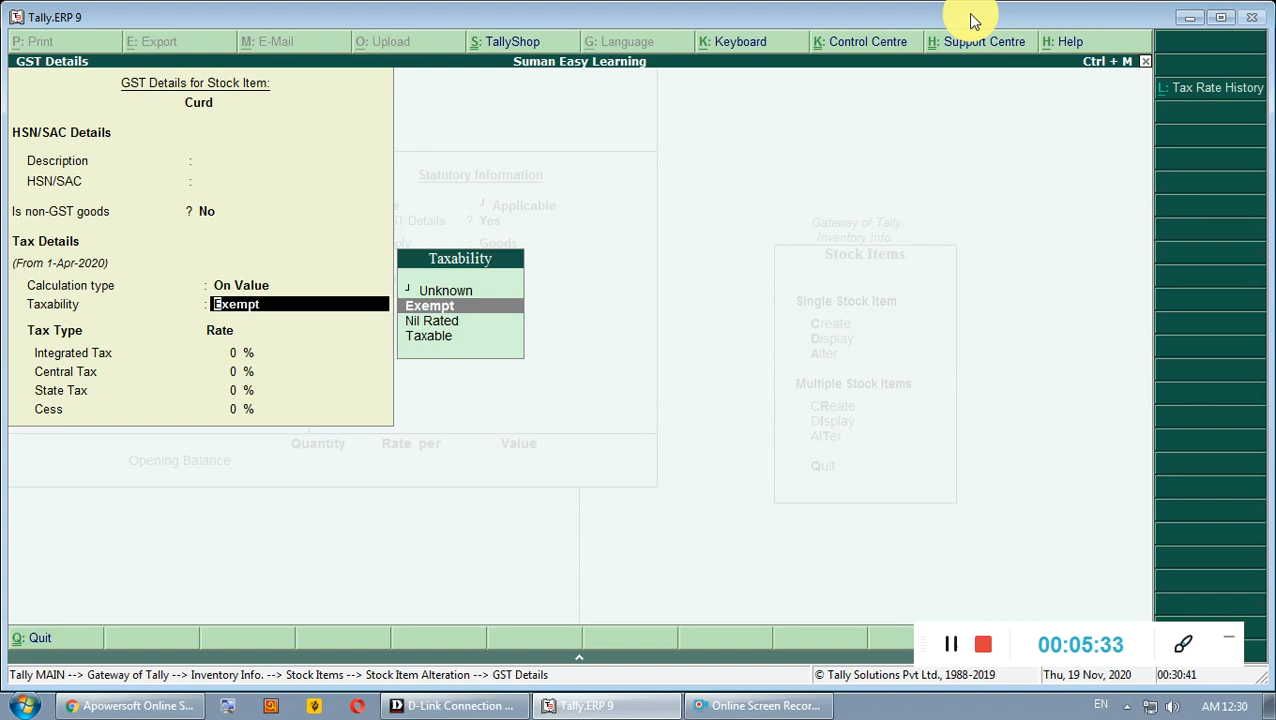 Tally.ERP 9
P: Print E: Export M: E-Mail O: Upload S: TallyShop G: Language K: Keyboard K: Control Centre H: Support Centre H: Help
GST Details Suman Easy Learning Ctrl + M
L: Tax Rate History
GST Details for Stock Item:
Curd
HSN/SAC Details
Description :
HSN/SAC :
Is non-GST goods ? No
Tax Details
(From 1-Apr-2020)
Calculation type : On Value
Taxability : Exempt
Tax Type Rate
Integrated Tax 0 %
Central Tax 0 %
State Tax 0 %
Cess 0 %
Taxability
Unknown
Exempt
Nil Rated
Taxable
Statutory Information
Applicable
GST Details : Yes
: Goods
Quantity Rate per Value
Opening Balance :
Gateway of Tally......
Inventory Info. ......
Stock Items
Single Stock Item
Create
Display
Alter
Multiple Stock Items
CReate
DIsplay
AlTer
Quit
Q: Quit
00:05:33
Tally MAIN --> Gateway of Tally --> Inventory Info. --> Stock Items --> Stock Item Alteration --> GST Details © Tally Solutions Pvt Ltd., 1988-2019 Thu, 19 Nov, 2020 00:30:41
Apowersoft Online S... D-Link Connection ... Tally.ERP 9 Online Screen Recor... EN AM 12:30